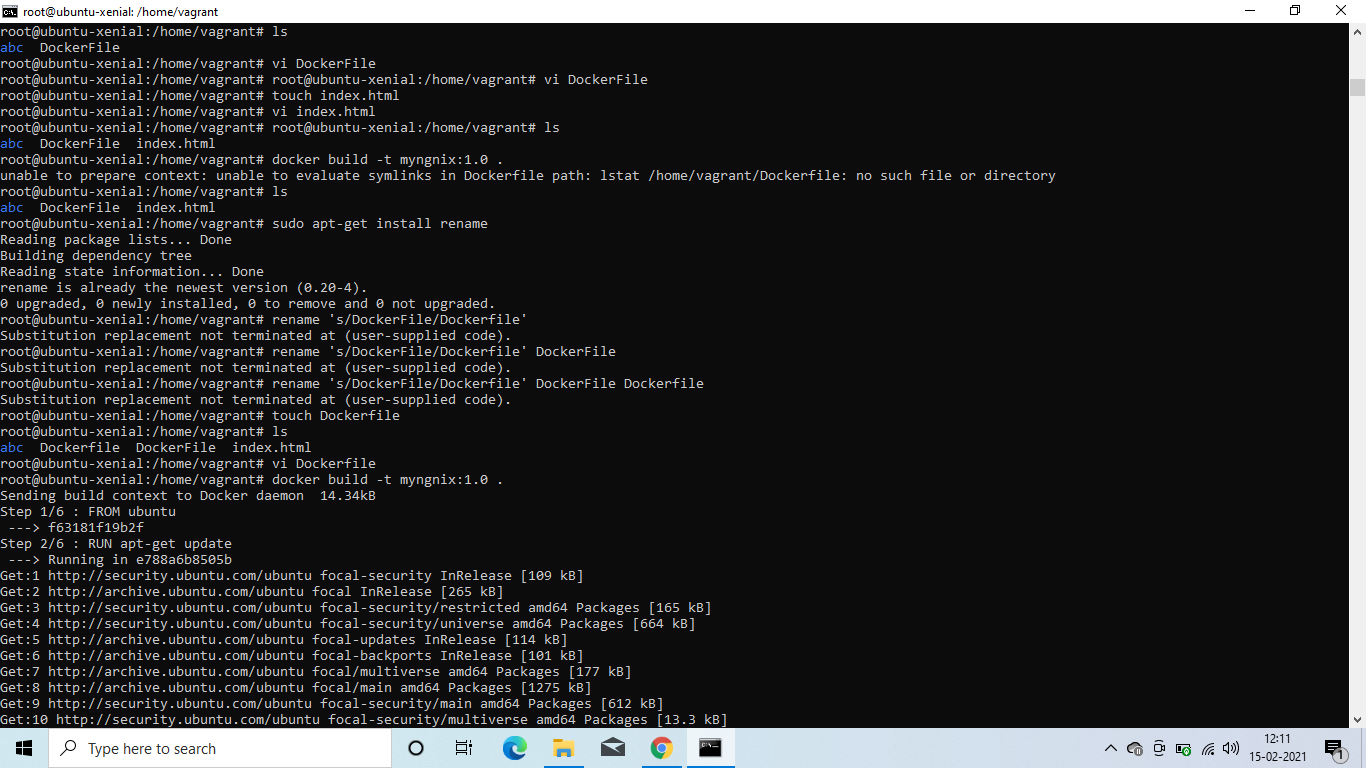 root@ubuntu-xenial: /home/vagrant
root@ubuntu-xenial:/home/vagrant# ls
abc  DockerFile
root@ubuntu-xenial:/home/vagrant# vi DockerFile
root@ubuntu-xenial:/home/vagrant# root@ubuntu-xenial:/home/vagrant# vi DockerFile
root@ubuntu-xenial:/home/vagrant# touch index.html
root@ubuntu-xenial:/home/vagrant# vi index.html
root@ubuntu-xenial:/home/vagrant# root@ubuntu-xenial:/home/vagrant# ls
abc  DockerFile  index.html
root@ubuntu-xenial:/home/vagrant# docker build -t myngnix:1.0 .
unable to prepare context: unable to evaluate symlinks in Dockerfile path: lstat /home/vagrant/Dockerfile: no such file or directory
root@ubuntu-xenial:/home/vagrant# ls
abc  DockerFile  index.html
root@ubuntu-xenial:/home/vagrant# sudo apt-get install rename
Reading package lists... Done
Building dependency tree
Reading state information... Done
rename is already the newest version (0.20-4).
0 upgraded, 0 newly installed, 0 to remove and 0 not upgraded.
root@ubuntu-xenial:/home/vagrant# rename 's/DockerFile/Dockerfile'
Substitution replacement not terminated at (user-supplied code).
root@ubuntu-xenial:/home/vagrant# rename 's/DockerFile/Dockerfile' DockerFile
Substitution replacement not terminated at (user-supplied code).
root@ubuntu-xenial:/home/vagrant# rename 's/DockerFile/Dockerfile' DockerFile Dockerfile
Substitution replacement not terminated at (user-supplied code).
root@ubuntu-xenial:/home/vagrant# touch Dockerfile
root@ubuntu-xenial:/home/vagrant# ls
abc  Dockerfile  DockerFile  index.html
root@ubuntu-xenial:/home/vagrant# vi Dockerfile
root@ubuntu-xenial:/home/vagrant# docker build -t myngnix:1.0 .
Sending build context to Docker daemon  14.34kB
Step 1/6 : FROM ubuntu
 ---> f63181f19b2f
Step 2/6 : RUN apt-get update
 ---> Running in e788a6b8505b
Get:1 http://security.ubuntu.com/ubuntu focal-security InRelease [109 kB]
Get:2 http://archive.ubuntu.com/ubuntu focal InRelease [265 kB]
Get:3 http://security.ubuntu.com/ubuntu focal-security/restricted amd64 Packages [165 kB]
Get:4 http://security.ubuntu.com/ubuntu focal-security/universe amd64 Packages [664 kB]
Get:5 http://archive.ubuntu.com/ubuntu focal-updates InRelease [114 kB]
Get:6 http://archive.ubuntu.com/ubuntu focal-backports InRelease [101 kB]
Get:7 http://archive.ubuntu.com/ubuntu focal/multiverse amd64 Packages [177 kB]
Get:8 http://archive.ubuntu.com/ubuntu focal/main amd64 Packages [1275 kB]
Get:9 http://security.ubuntu.com/ubuntu focal-security/main amd64 Packages [612 kB]
Get:10 http://security.ubuntu.com/ubuntu focal-security/multiverse amd64 Packages [13.3 kB]
Type here to search
12:11
15-02-2021
1